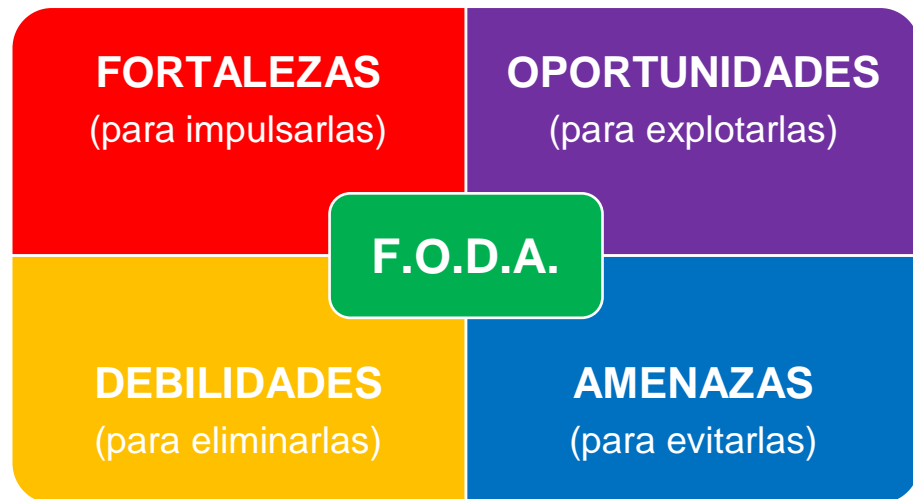 FORTALEZAS
(para impulsarlas)
OPORTUNIDADES
(para explotarlas)
F.O.D.A.
DEBILIDADES
(para eliminarlas)
AMENAZAS
(para evitarlas)